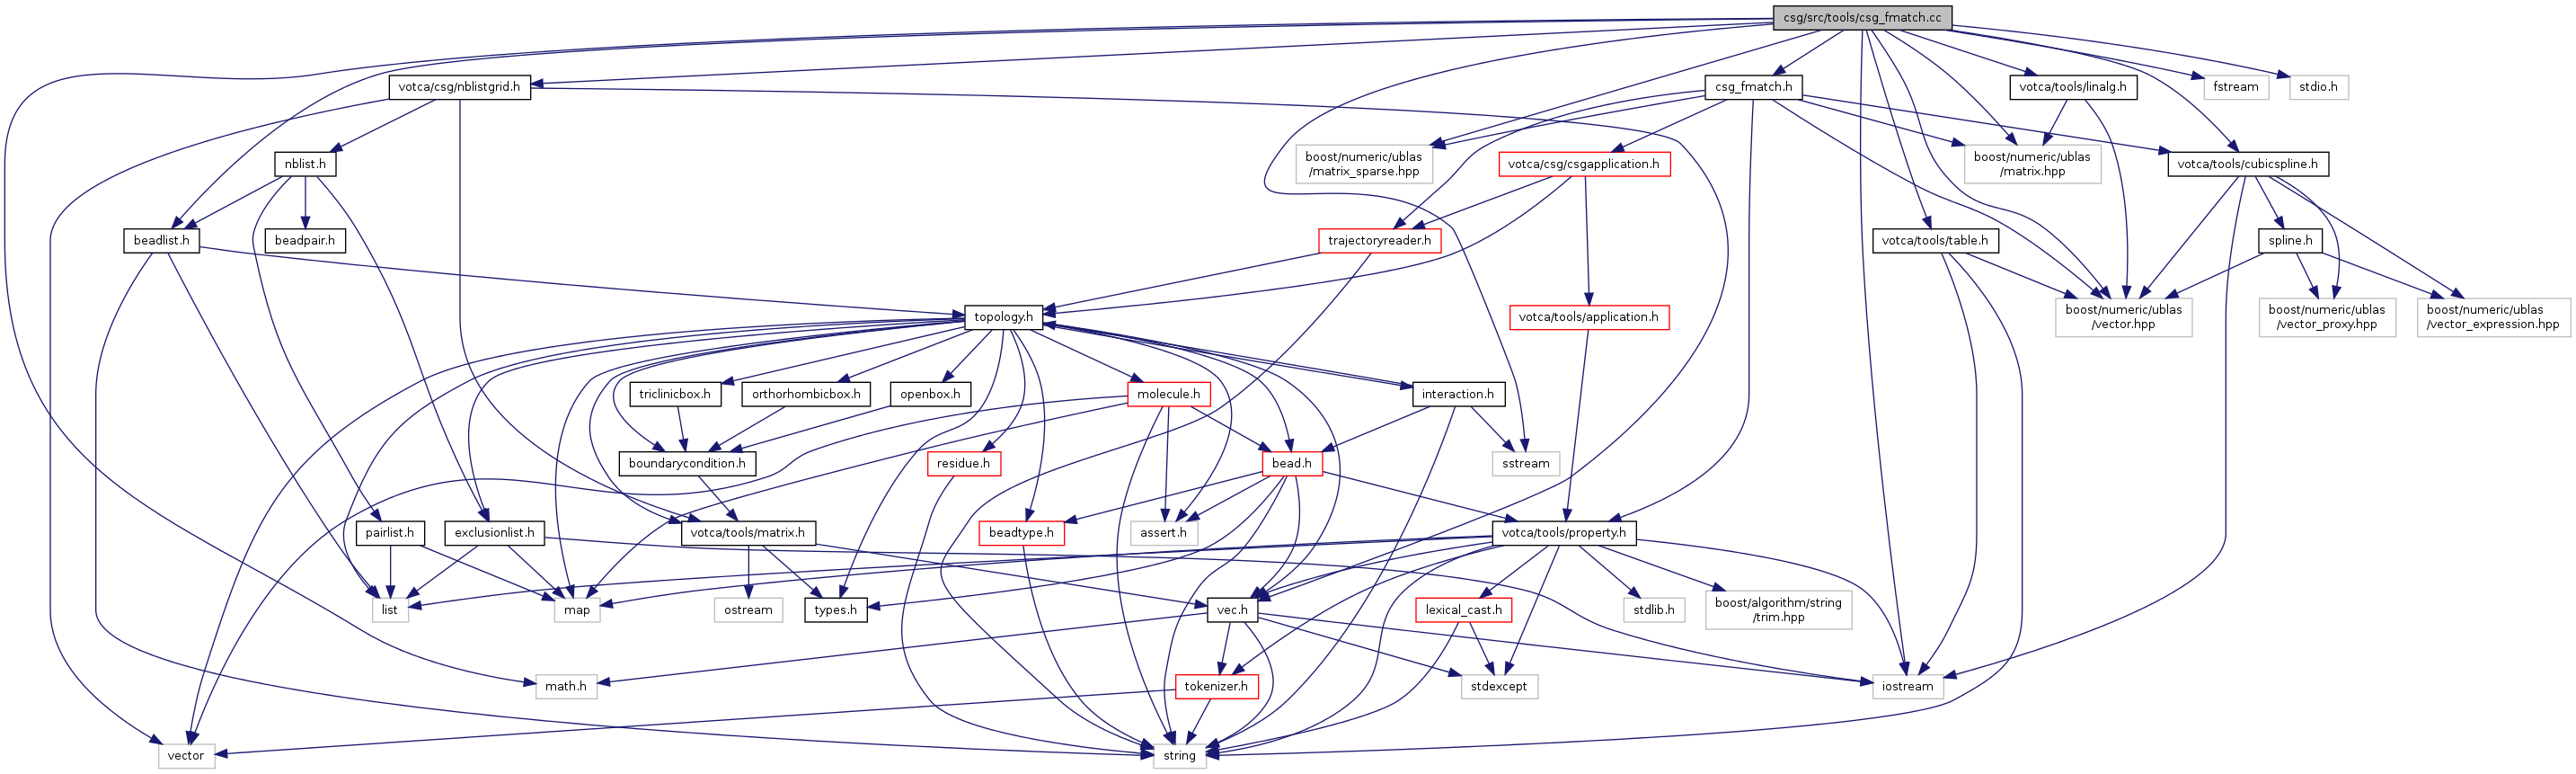 csg/src/tools/csg_fmatch.cc
votca/csg/nblistgrid.h
csg_fmatch.h
votca/tools/linalg.h
fstream
stdio.h
nblist.h
boost/numeric/ublas
/matrix_sparse.hpp
votca/csg/csgapplication.h
boost/numeric/ublas
/matrix.hpp
votca/tools/cubicspline.h
beadlist.h
beadpair.h
trajectoryreader.h
votca/tools/table.h
spline.h
topology.h
votca/tools/application.h
boost/numeric/ublas
/vector.hpp
boost/numeric/ublas
/vector_proxy.hpp
boost/numeric/ublas
/vector_expression.hpp
triclinicbox.h
orthorhombicbox.h
openbox.h
molecule.h
interaction.h
boundarycondition.h
residue.h
bead.h
sstream
pairlist.h
exclusionlist.h
votca/tools/matrix.h
beadtype.h
assert.h
votca/tools/property.h
list
map
ostream
types.h
vec.h
lexical_cast.h
stdlib.h
boost/algorithm/string
/trim.hpp
math.h
tokenizer.h
stdexcept
iostream
vector
string